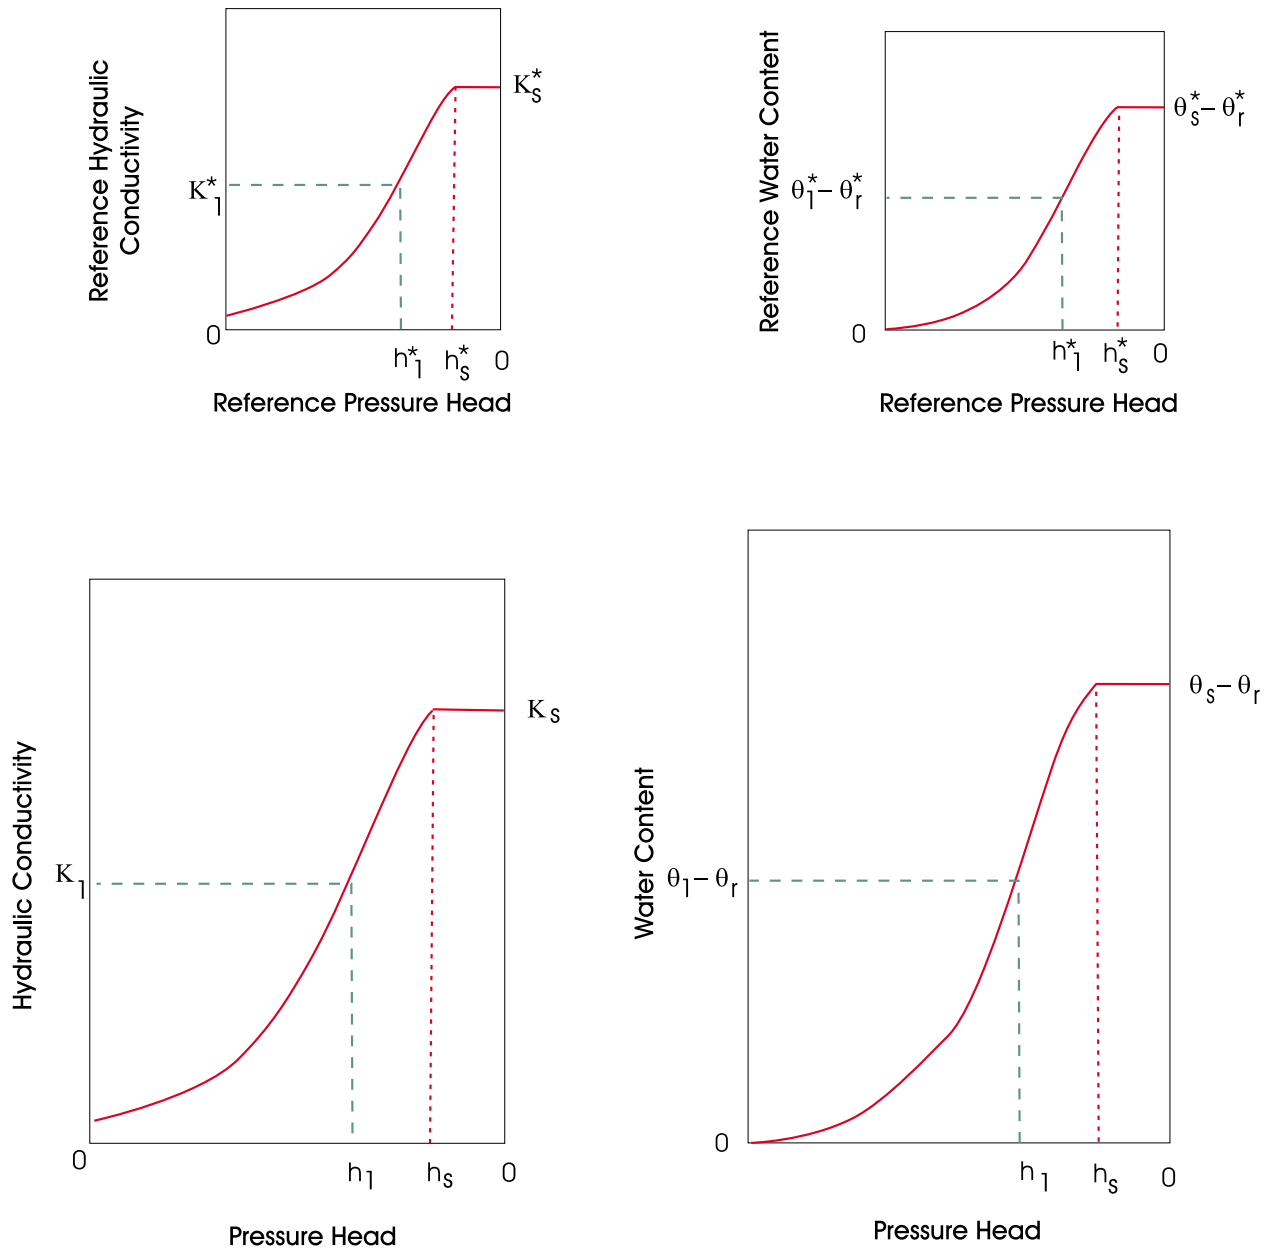 Reference Hydraulic
Conductivity
K*s
K*1
0
h*1
h*s
0
Reference Pressure Head
Reference Water Content
θ*s – θ*r
θ*1 – θ*r
0
h*1
h*s
0
Reference Pressure Head
Hydraulic Conductivity
Ks
K1
0
h1
hs
0
Pressure Head
Water Content
θs – θr
θ1 – θr
0
h1
hs
0
Pressure Head